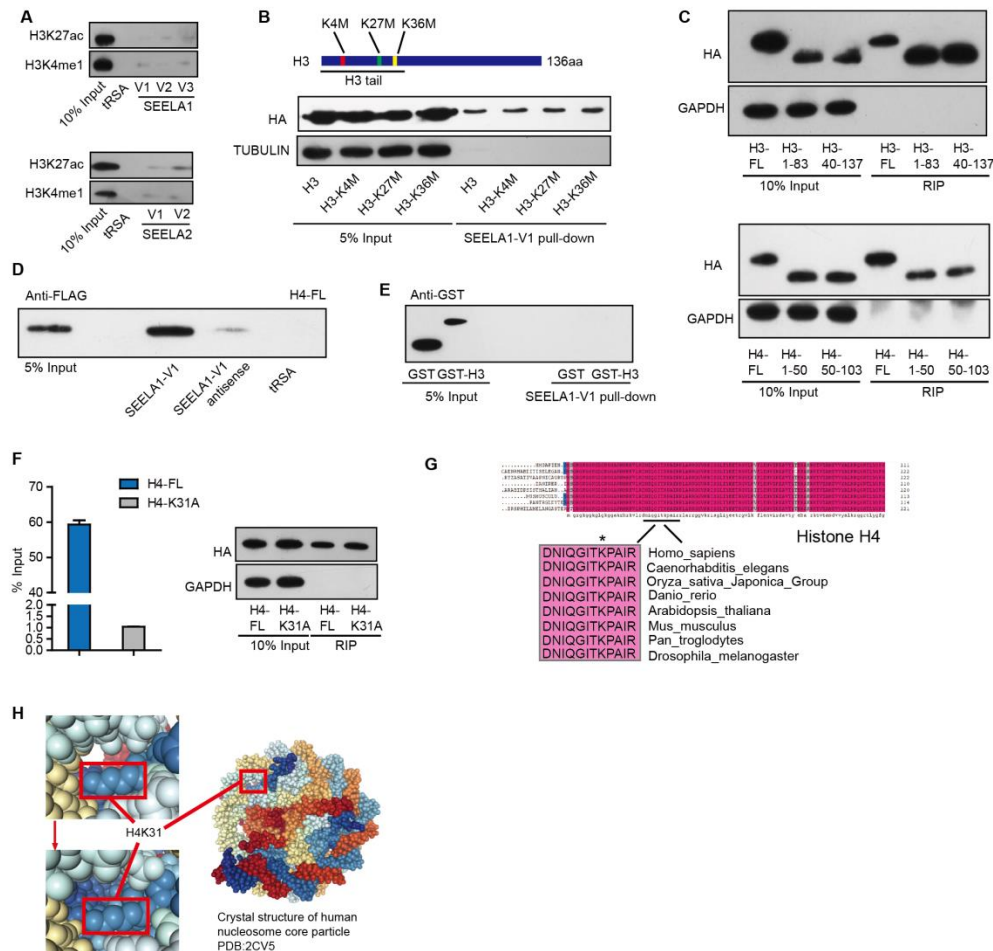 A
H3K27ac
H3K4me1
10% Input
tRSA
V1 V2 V3
SEELA1
H3K27ac
H3K4me1
10% Input
tRSA
V1 V2
SEELA2
B
K4M K27M K36M
H3
136aa
H3 tail
HA
TUBULIN
H3
H3-K4M
H3-K27M
H3-K36M
H3
H3-K4M
H3-K27M
H3-K36M
5% Input
SEELA1-V1 pull-down
C
HA
GAPDH
H3-FL
H3-1-83
H3-40-137
H3-FL
H3-1-83
H3-40-137
10% Input
RIP
HA
GAPDH
H4-FL
H4-1-50
H4-50-103
H4-FL
H4-1-50
H4-50-103
10% Input
RIP
D
Anti-FLAG
H4-FL
5% Input
SEELA1-V1
SEELA1-V1 antisense
tRSA
E
Anti-GST
GST GST-H3
GST GST-H3
5% Input
SEELA1-V1 pull-down
F
H4-FL
H4-K31A
% Input
70
60
50
40
2.0
1.5
1.0
0.5
0.0
HA
GAPDH
H4-FL
H4-K31A
H4-FL
H4-K31A
10% Input
RIP
G
Histone H4
*
DNIQGITKPAIR Homo_sapiens
DNIQGITKPAIR Caenorhabditis_elegans
DNIQGITKPAIR Oryza_sativa_Japonica_Group
DNIQGITKPAIR Danio_rerio
DNIQGITKPAIR Arabidopsis_thaliana
DNIQGITKPAIR Mus_musculus
DNIQGITKPAIR Pan_troglodytes
DNIQGITKPAIR Drosophila_melanogaster
H
H4K31
Crystal structure of human
nucleosome core particle
PDB:2CV5